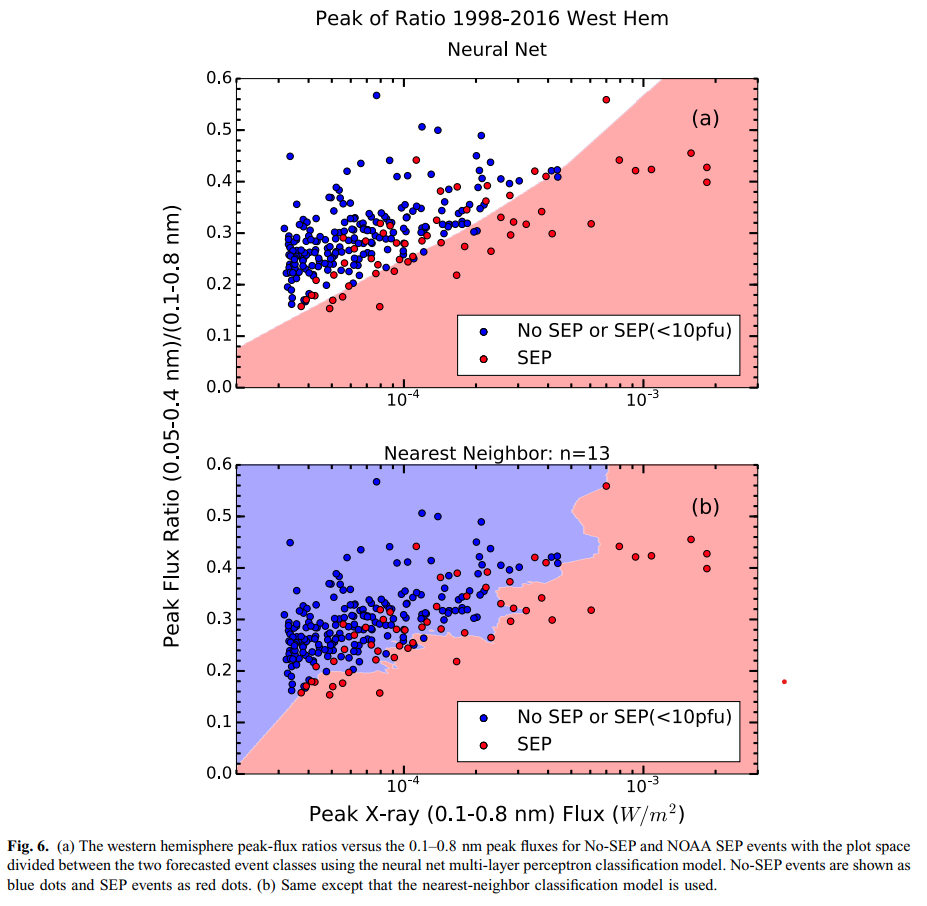 Peak of Ratio 1998-2016 West Hem
Neural Net
0.6
0.5
0.4
0.3
0.2
0.1
0.0
(a)
No SEP or SEP(<10pfu)
SEP
10⁻⁴
10⁻³
Peak Flux Ratio (0.05-0.4 nm)/(0.1-0.8 nm)
Nearest Neighbor: n=13
0.6
0.5
0.4
0.3
0.2
0.1
0.0
(b)
No SEP or SEP(<10pfu)
SEP
10⁻⁴
10⁻³
Peak X-ray (0.1-0.8 nm) Flux (W/m²)
Fig. 6. (a) The western hemisphere peak-flux ratios versus the 0.1–0.8 nm peak fluxes for No-SEP and NOAA SEP events with the plot space
divided between the two forecasted event classes using the neural net multi-layer perceptron classification model. No-SEP events are shown as
blue dots and SEP events as red dots. (b) Same except that the nearest-neighbor classification model is used.